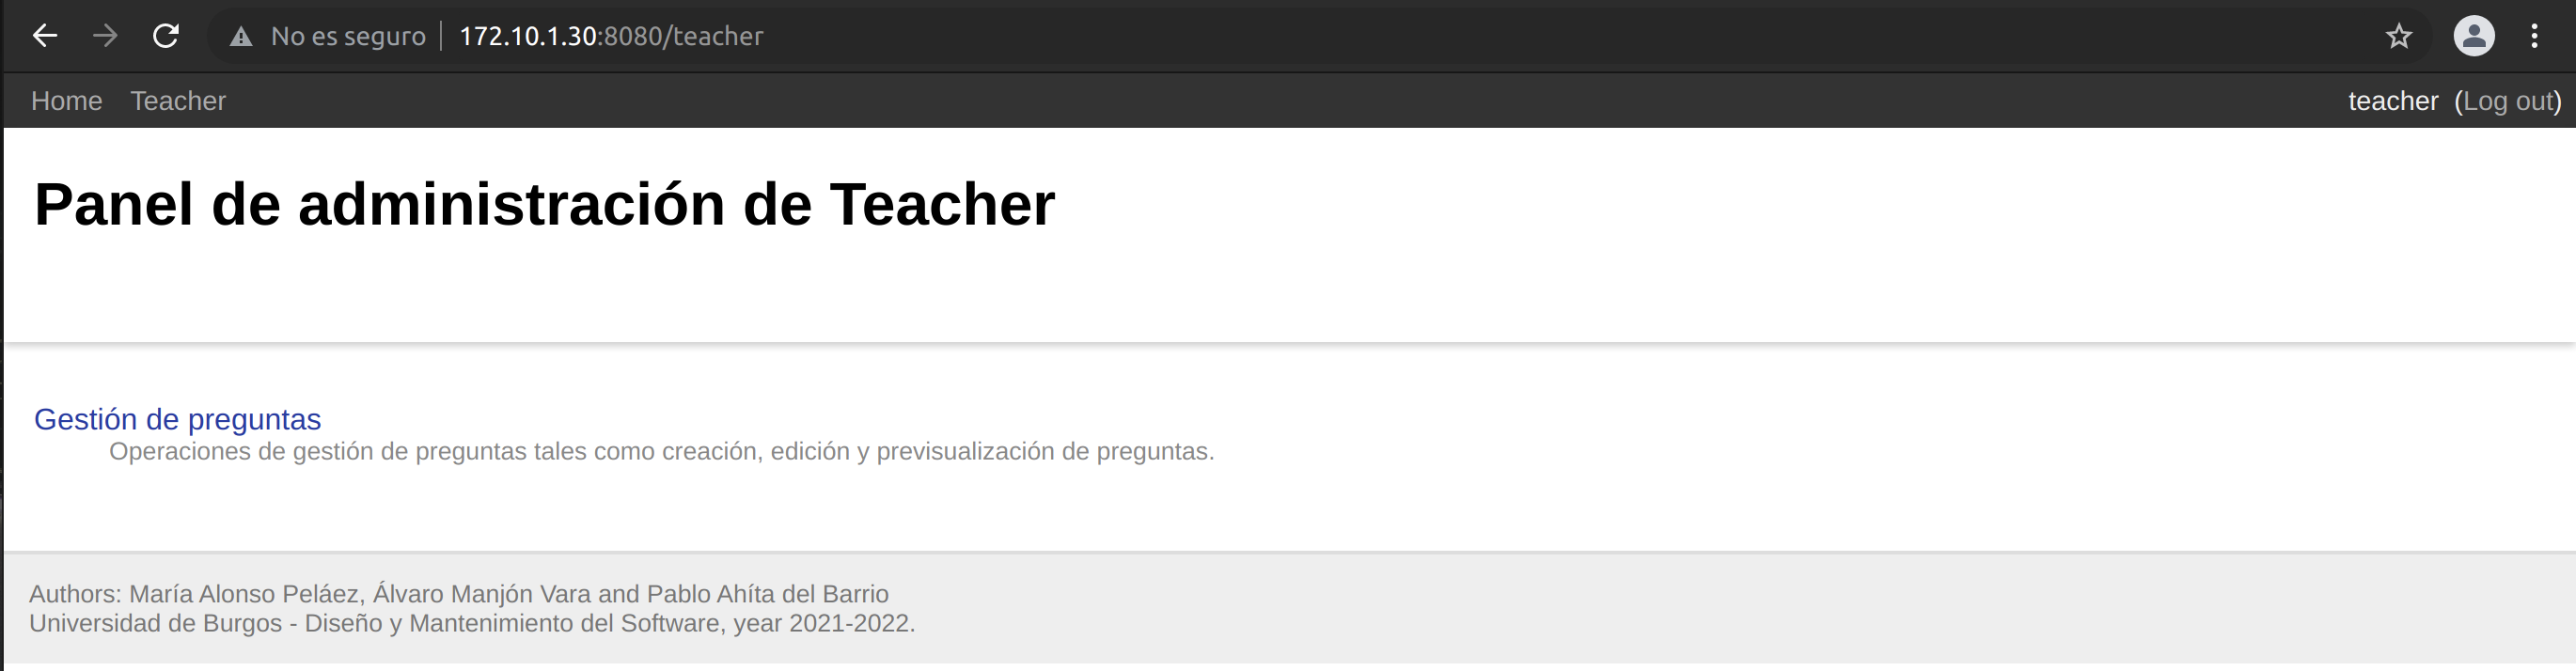 No es seguro 172.10.1.30:8080/teacher
Home Teacher teacher (Log out)
Panel de administración de Teacher
Gestión de preguntas
Operaciones de gestión de preguntas tales como creación, edición y previsualización de preguntas.
Authors: María Alonso Peláez, Álvaro Manjón Vara and Pablo Ahíta del Barrio
Universidad de Burgos - Diseño y Mantenimiento del Software, year 2021-2022.